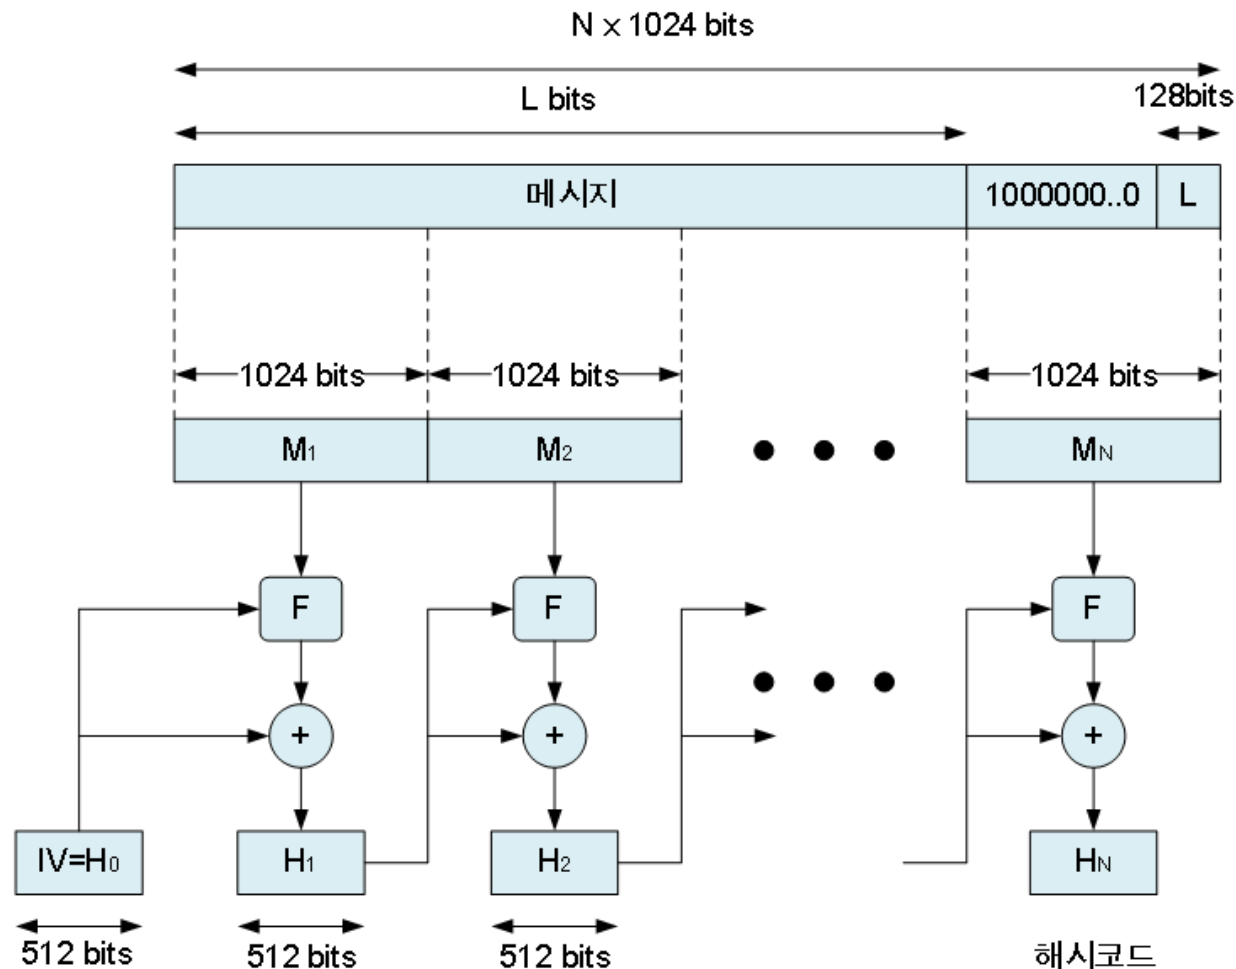 N x 1024 bits
L bits
128bits
메시지
1000000..0
L
1024 bits
1024 bits
1024 bits
M1
M2
MN
F
F
F
+
+
+
IV=H0
H1
H2
HN
512 bits
512 bits
512 bits
해시코드